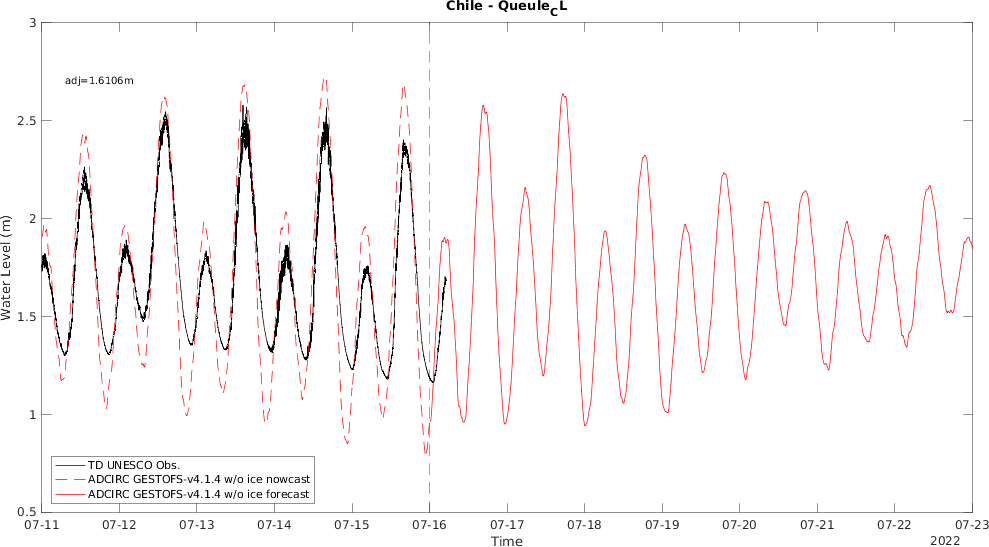 Chile - Queule_CL
adj=1.6106m
Water Level (m)
3
2.5
2
1.5
1
0.5
TD UNESCO Obs.
ADCIRC GESTOFS-v4.1.4 w/o ice nowcast
ADCIRC GESTOFS-v4.1.4 w/o ice forecast
07-11 07-12 07-13 07-14 07-15 07-16 07-17 07-18 07-19 07-20 07-21 07-22 07-23
Time
2022